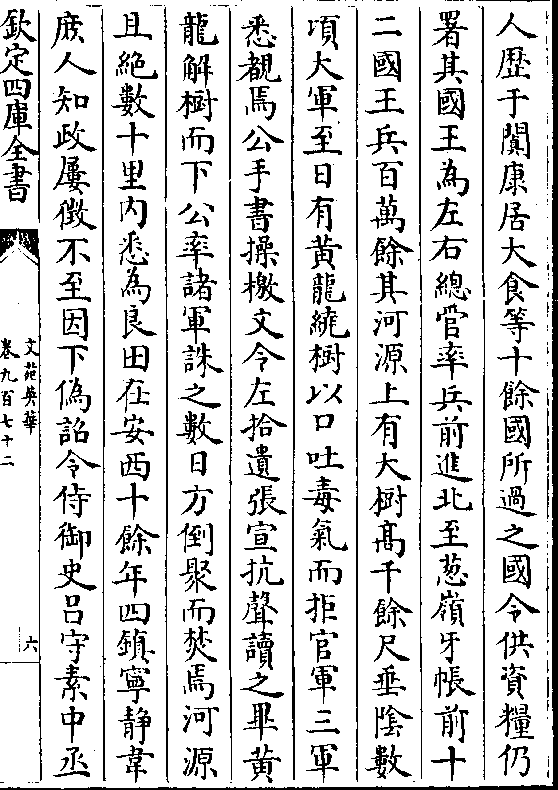 人歴于闐康居大食等十餘國所過之國令供資糧仍
署其國王為左右總管率兵前進北至葱嶺牙帳前十
二國王兵百萬餘其河源上有大樹髙千餘尺垂陰數
項大軍至日有黄龍繞樹以口吐毒氣而拒官軍三軍
悉覩焉公手書操檄文令左拾遺張宣抗聲讀之畢黄
龍解樹而下公率諸軍誅之數日方倒聚而焚焉河源
且絶數十里内悉為良田在安西十餘年四鎮寧静韋
庶人知政屢徴不至因下偽詔令侍御史吕守素中丞
欽定四庫全書
文苑英華
卷九百七十二
六